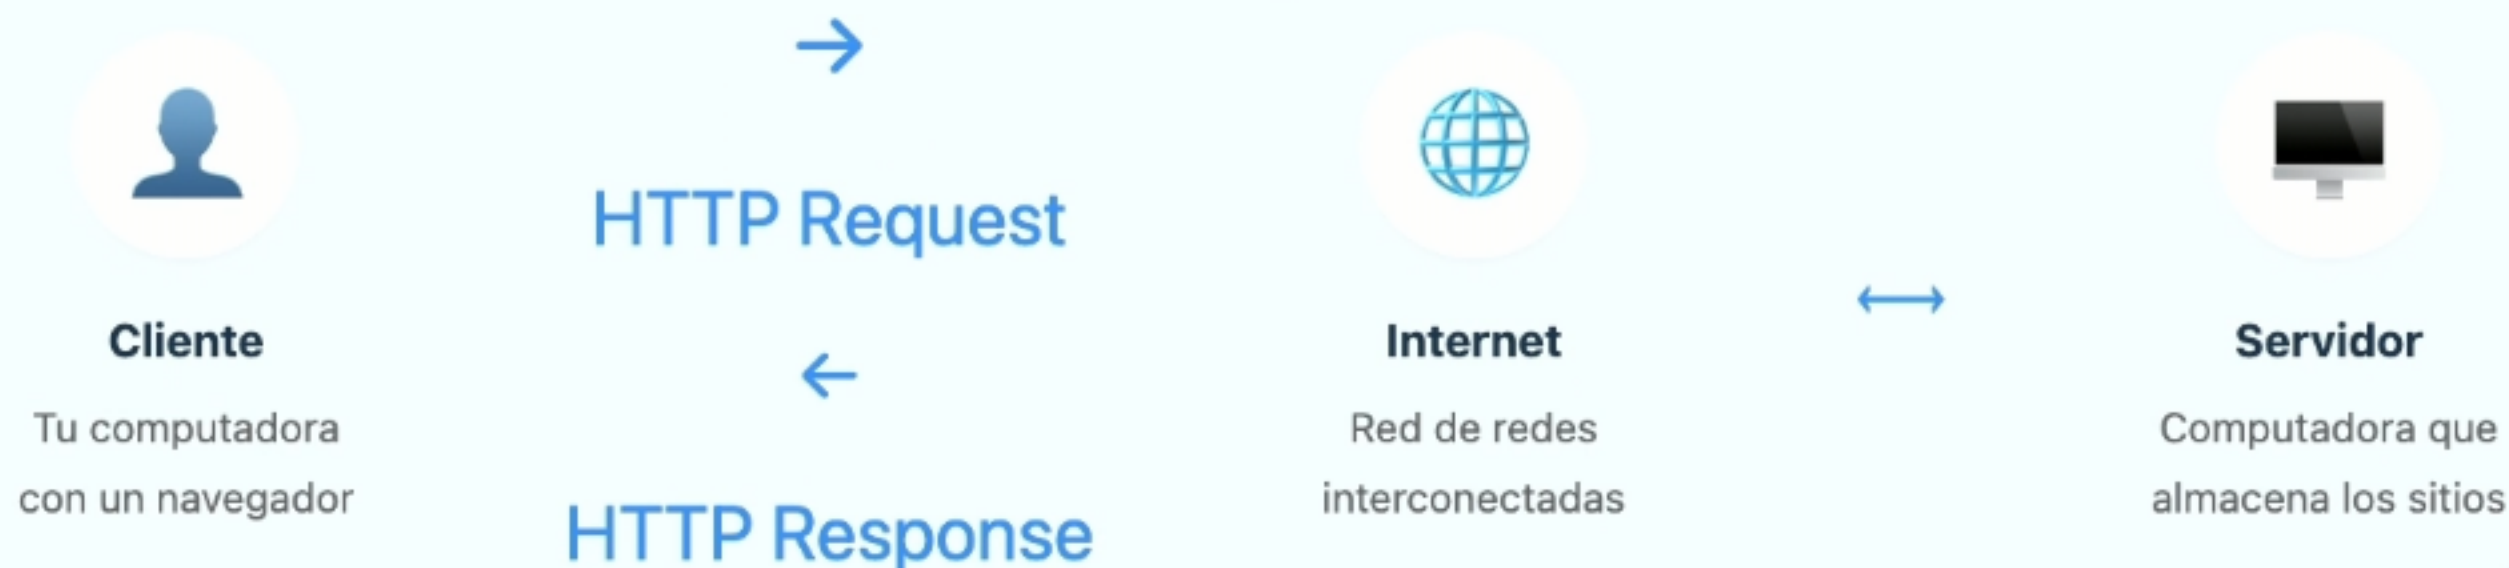 Cliente
Tu computadora
con un navegador
HTTP Request
HTTP Response
Internet
Red de redes
interconectadas
Servidor
Computadora que
almacena los sitios